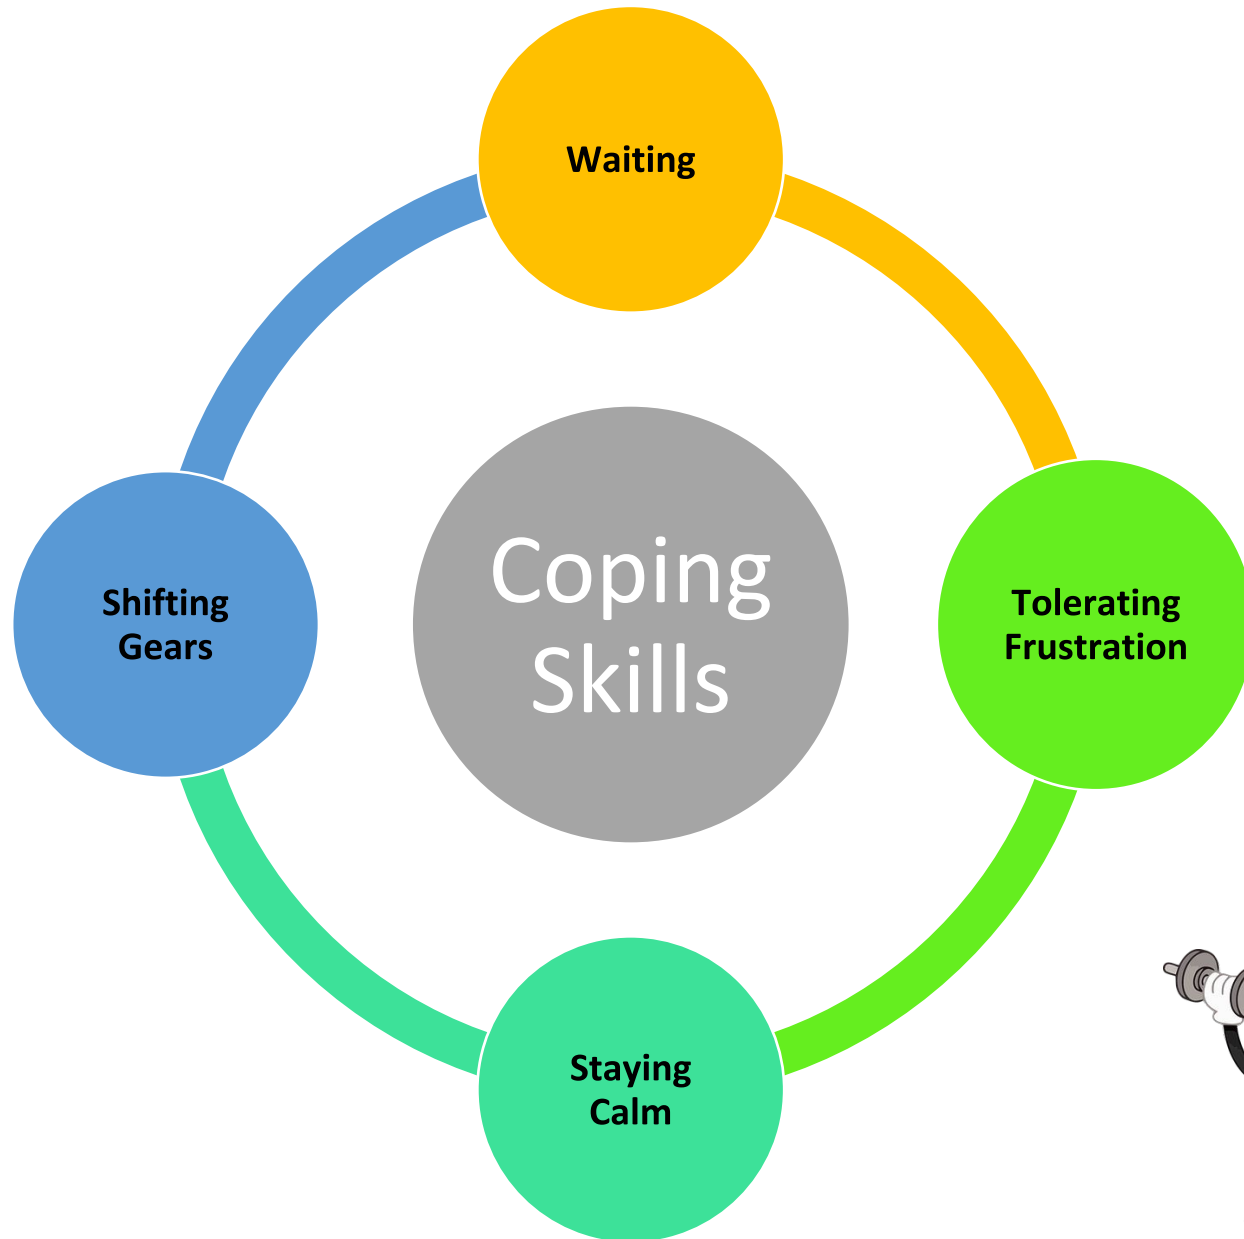 Waiting
Shifting
Gears
Coping
Skills
Tolerating
Frustration
Staying
Calm